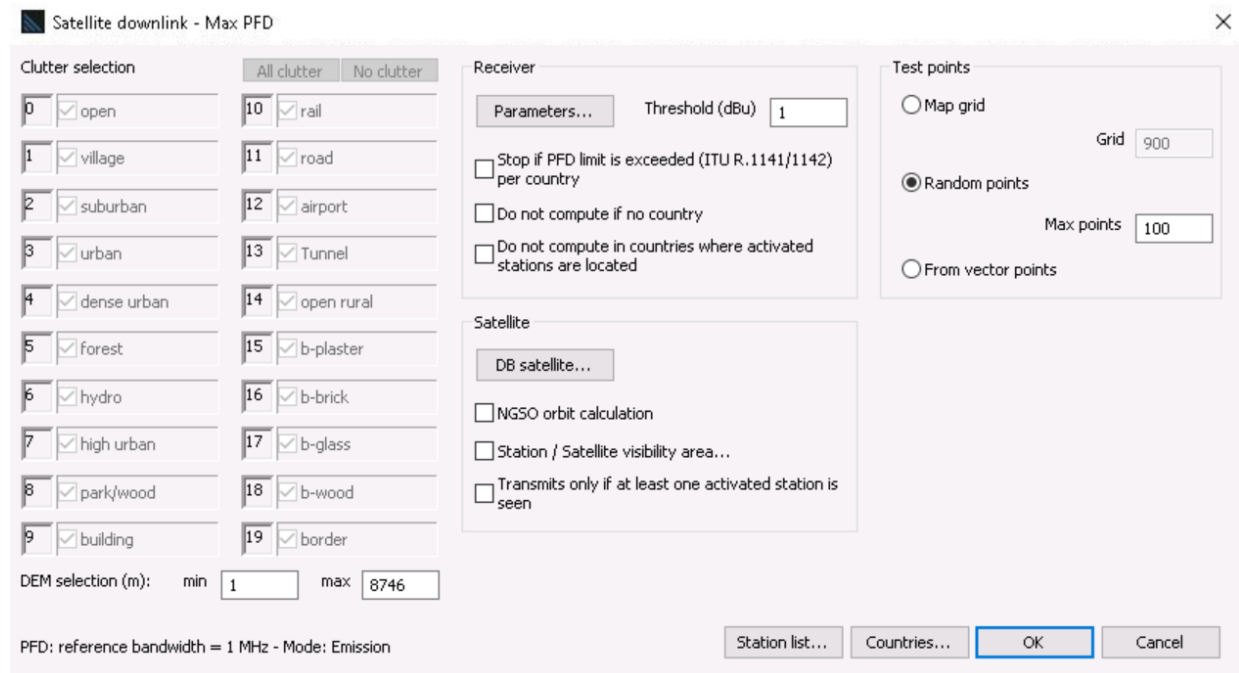 Satellite downlink - Max PFD
Clutter selection
All clutter
No clutter
0 open
1 village
2 suburban
3 urban
4 dense urban
5 forest
6 hydro
7 high urban
8 park/wood
9 building
10 rail
11 road
12 airport
13 Tunnel
14 open rural
15 b-plaster
16 b-brick
17 b-glass
18 b-wood
19 border
DEM selection (m): min 1 max 8746
PFD: reference bandwidth = 1 MHz - Mode: Emission
Receiver
Parameters...
Threshold (dBu) 1
Stop if PFD limit is exceeded (ITU R.1141/1142)
per country
Do not compute if no country
Do not compute in countries where activated
stations are located
Satellite
DB satellite...
NGSO orbit calculation
Station / Satellite visibility area...
Transmits only if at least one activated station is
seen
Test points
Map grid
Grid 900
Random points
Max points 100
From vector points
Station list...
Countries...
OK
Cancel